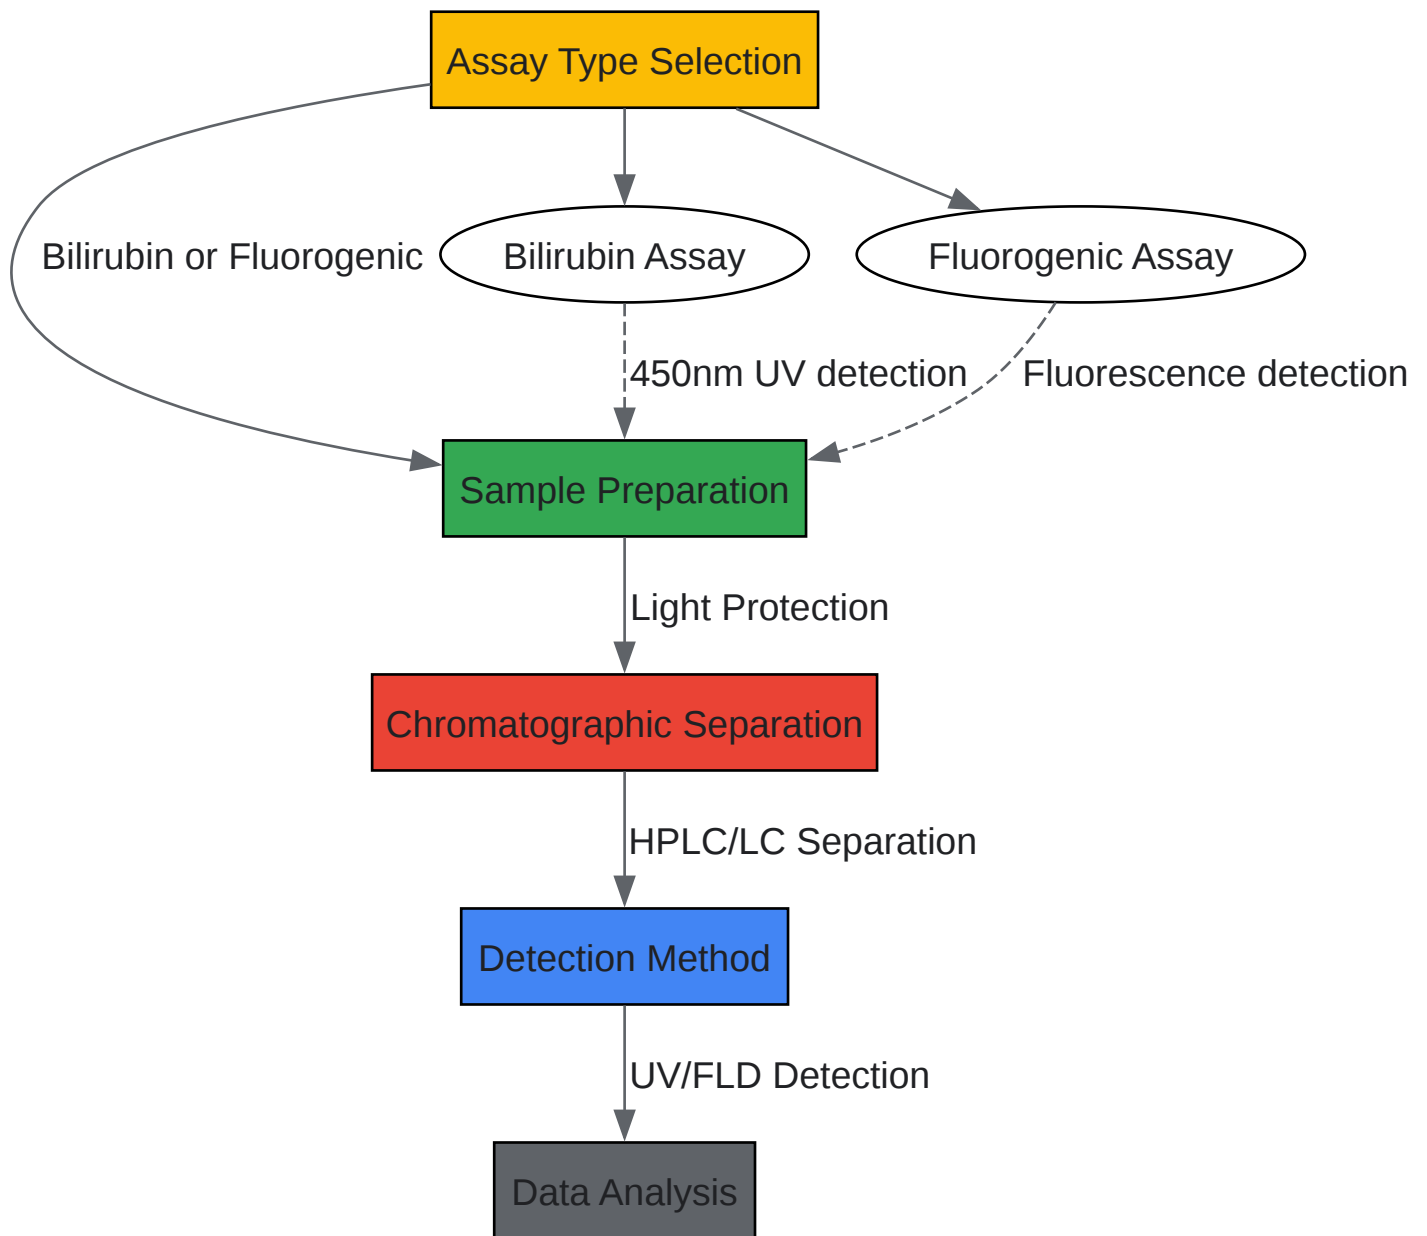 Assay Type Selection
Bilirubin or Fluorogenic
Bilirubin Assay
Fluorogenic Assay
450nm UV detection
Fluorescence detection
Sample Preparation
Light Protection
Chromatographic Separation
HPLC/LC Separation
Detection Method
UV/FLD Detection
Data Analysis